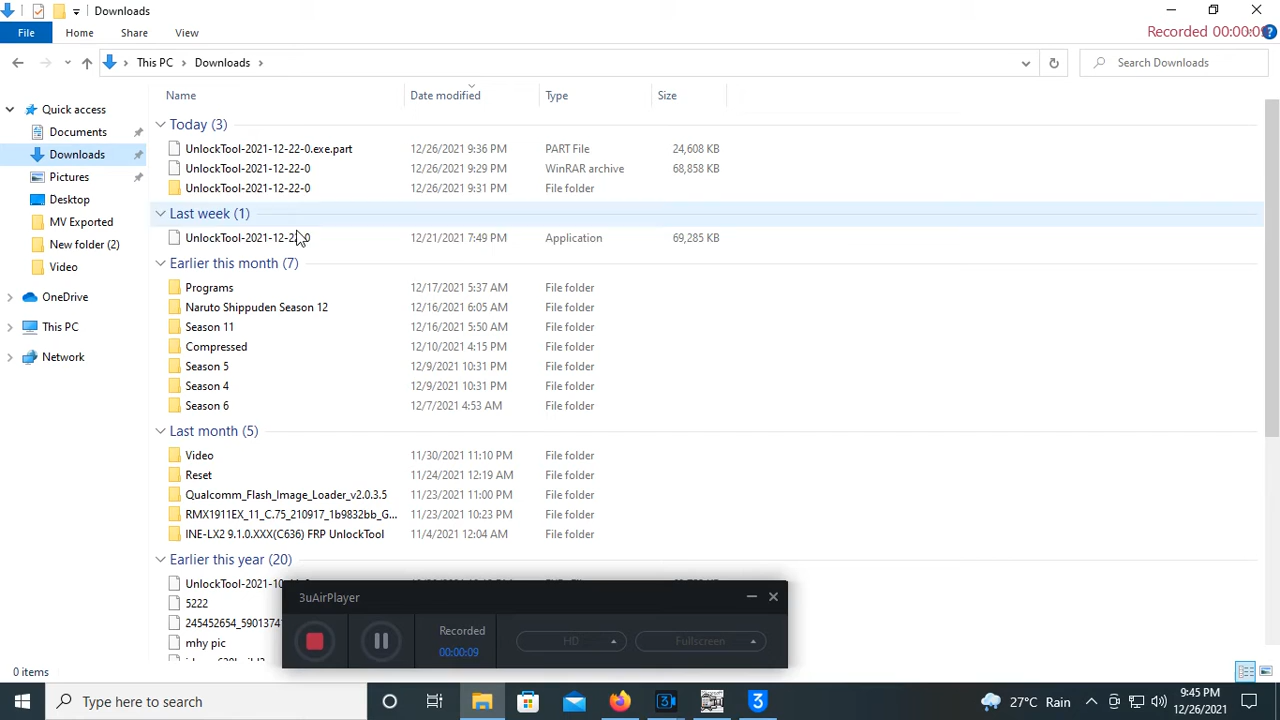 Downloads
File Home Share View
Recorded 00:00:09
This PC Downloads
Search Downloads
Name Date modified Type Size
Quick access
Documents
Downloads
Pictures
Desktop
MV Exported
New folder (2)
Video
OneDrive
This PC
Network
Today (3)
UnlockTool-2021-12-22-0.exe.part 12/26/2021 9:36 PM PART File 24,608 KB
UnlockTool-2021-12-22-0 12/26/2021 9:29 PM WinRAR archive 68,858 KB
UnlockTool-2021-12-22-0 12/26/2021 9:31 PM File folder
Last week (1)
UnlockTool-2021-12-22-0 12/21/2021 7:49 PM Application 69,285 KB
Earlier this month (7)
Programs 12/17/2021 5:37 AM File folder
Naruto Shippuden Season 12 12/16/2021 6:05 AM File folder
Season 11 12/16/2021 5:50 AM File folder
Compressed 12/10/2021 4:15 PM File folder
Season 5 12/9/2021 10:31 PM File folder
Season 4 12/9/2021 10:31 PM File folder
Season 6 12/7/2021 4:53 AM File folder
Last month (5)
Video 11/30/2021 11:10 PM File folder
Reset 11/24/2021 12:19 AM File folder
Qualcomm_Flash_Image_Loader_v2.0.3.5 11/23/2021 11:00 PM File folder
RMX1911EX_11_C.75_210917_1b9832bb_G... 11/23/2021 10:23 PM File folder
INE-LX2 9.1.0.XXX(C636) FRP UnlockTool 11/4/2021 12:04 AM File folder
Earlier this year (20)
UnlockTool-2021-10
5222
245452654_5901374
mhy pic
3uAirPlayer
Recorded
00:00:09
HD
Fullscreen
0 items
Type here to search
27°C Rain
9:45 PM
12/26/2021